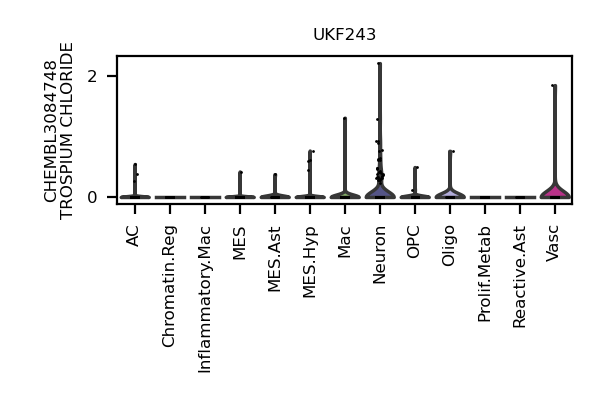 UKF243
CHEMBL3084748
TROSPIUM CHLORIDE
2
0
AC
Chromatin.Reg
Inflammatory.Mac
MES
MES.Ast
MES.Hyp
Mac
Neuron
OPC
Oligo
Prolif.Metab
Reactive.Ast
Vasc